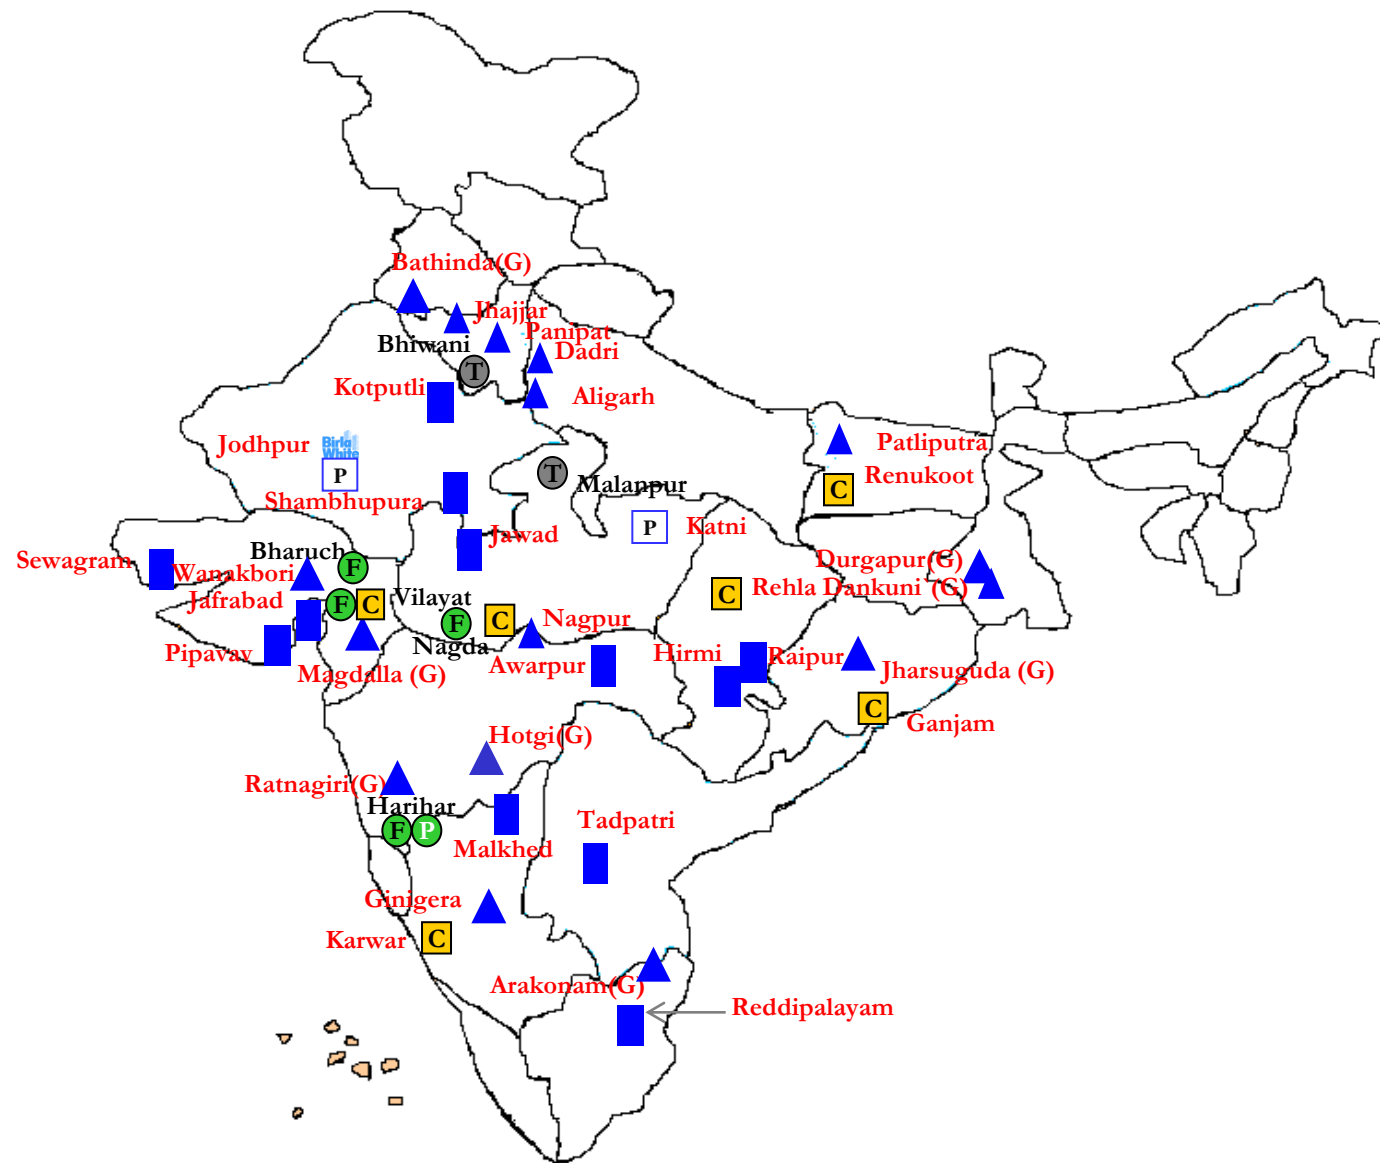 Bathinda(G)
Jhajjar
Panipat
Bhiwani
Dadri
T
Kotputli
Aligarh
Jodhpur
Birla
White
P
Patliputra
T
Malanpur
Renukoot
C
Shambhupura
P
Katni
Jawad
Sewagram
Bharuch
F
Wanakbori
Durgapur(G)
Rehla
Dankuni (G)
C
Jafrabad
F
C
Vilayat
F
C
Nagpur
Nagda
Pipavav
Magdalla (G)
Awarpur
Hirmi
Raipur
Jharsuguda (G)
C
Ganjam
Hotgi(G)
Ratnagiri(G)
Harihar
F
P
Malkhed
Tadpatri
Ginigera
Karwar
C
Arakonam(G)
Reddipalayam